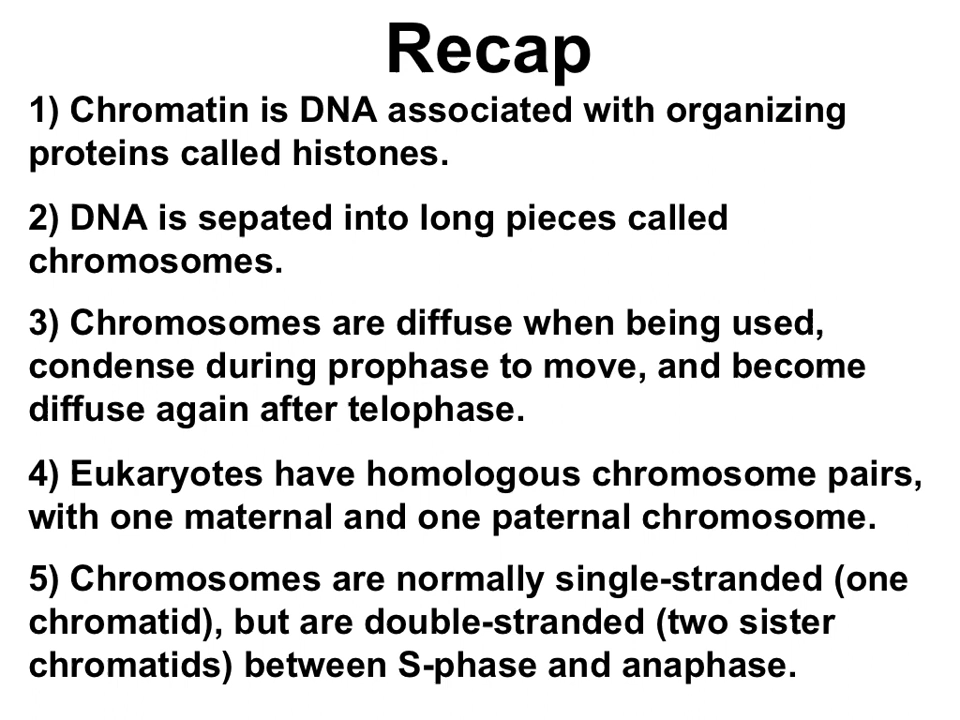 Recap
1) Chromatin is DNA associated with organizing
proteins called histones.
2) DNA is sepated into long pieces called
chromosomes.
3) Chromosomes are diffuse when being used,
condense during prophase to move, and become
diffuse again after telophase.
4) Eukaryotes have homologous chromosome pairs,
with one maternal and one paternal chromosome.
5) Chromosomes are normally single-stranded (one
chromatid), but are double-stranded (two sister
chromatids) between S-phase and anaphase.